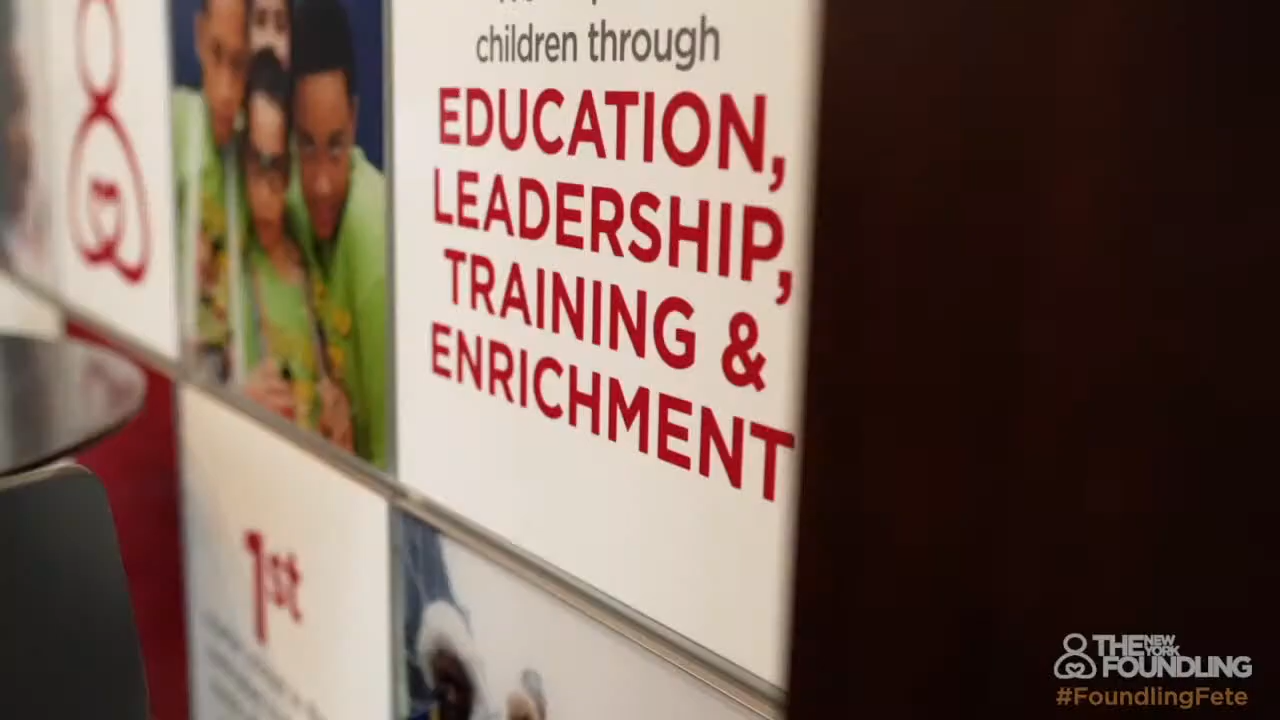 children through
EDUCATION,
LEADERSHIP,
TRAINING &
ENRICHMENT
1st
THE NEW YORK
FOUNDLING
#FoundlingFete